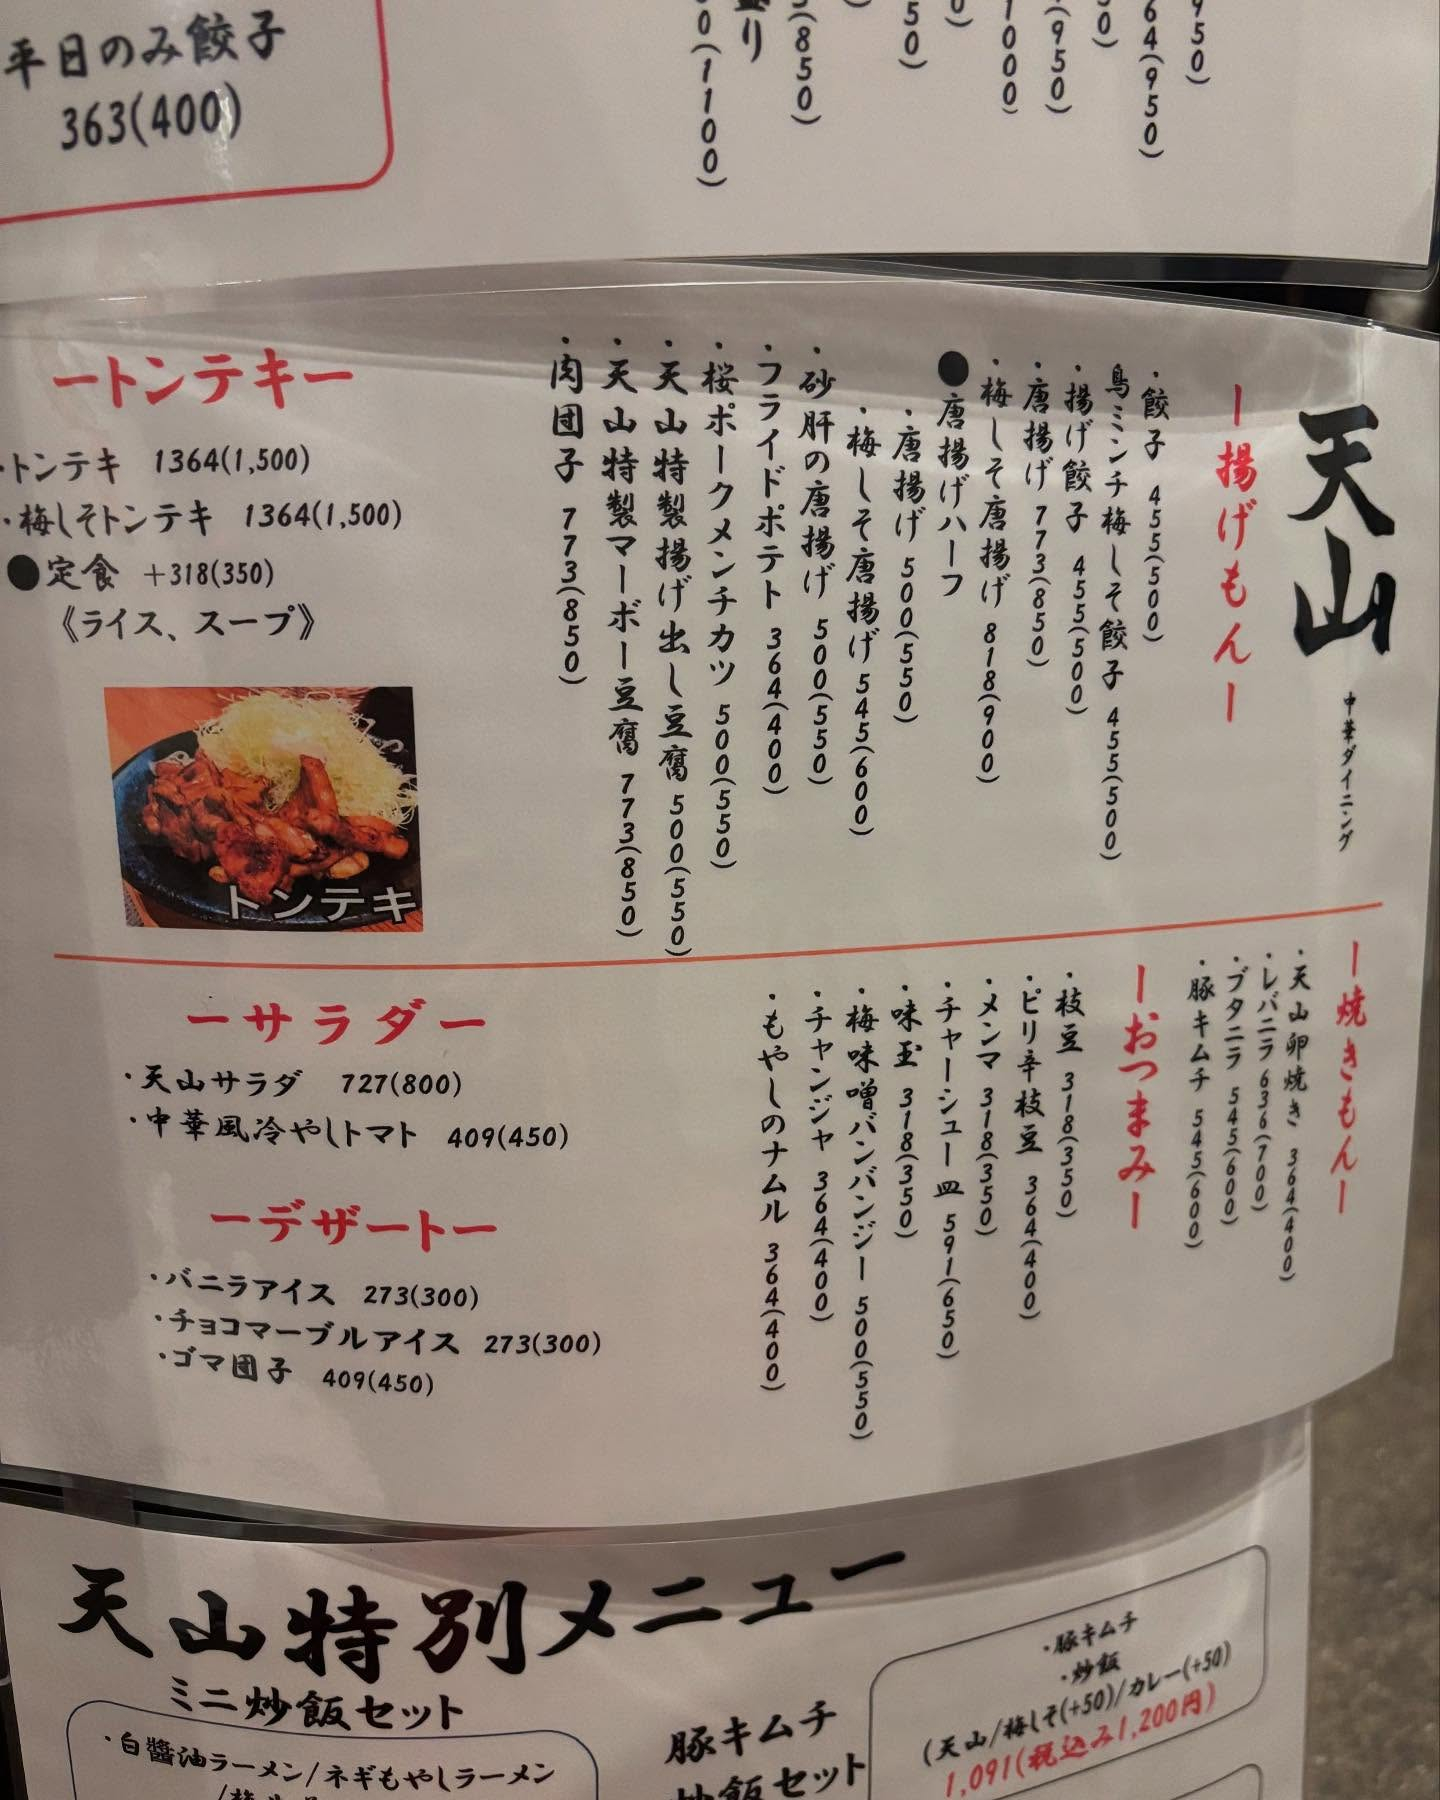 平日のみ餃子
363(400)
950)
64(950)
50)
(950)
1000)
0)
50)
(850)
盛り
0(1100)
天山
中華ダイニング
ー揚げもんー
・餃子 455(500)
鳥ミンチ梅しそ餃子 455(500)
・揚げ餃子 455(500)
・唐揚げ 773(850)
・梅しそ唐揚げ 818(900)
●唐揚げハーフ
・唐揚げ 500(550)
・梅しそ唐揚げ 545(600)
・砂肝の唐揚げ 500(550)
・フライドポテト 364(400)
・桜ポークメンチカツ 500(550)
・天山特製揚げ出し豆腐 500(550)
・天山特製マーボー豆腐 773(850)
・肉団子 773(850)
ートンテキー
・トンテキ 1364(1,500)
・梅しそトンテキ 1364(1,500)
●定食 +318(350)
《ライス、スープ》
トンテキ
ー焼きもんー
・天山卵焼き 364(400)
・レバニラ 636(700)
・ブタニラ 545(600)
・豚キムチ 545(600)
ーおつまみー
・枝豆 318(350)
・ピリ辛枝豆 364(400)
・メンマ 318(350)
・チャーシュー皿 591(650)
・味玉 318(350)
・梅味噌バンバンジー 500(550)
・チャンジャ 364(400)
・もやしのナムル 364(400)
ーサラダー
・天山サラダ 727(800)
・中華風冷やしトマト 409(450)
ーデザートー
・バニラアイス 273(300)
・チョコマーブルアイス 273(300)
・ゴマ団子 409(450)
天山特別メニュー
ミニ炒飯セット
・白醤油ラーメン/ネギもやしラーメン
豚キムチ
炒飯セット
・豚キムチ
・炒飯
(天山/梅しそ(+50)/カレー(+50)
1,091(税込み1,200円)